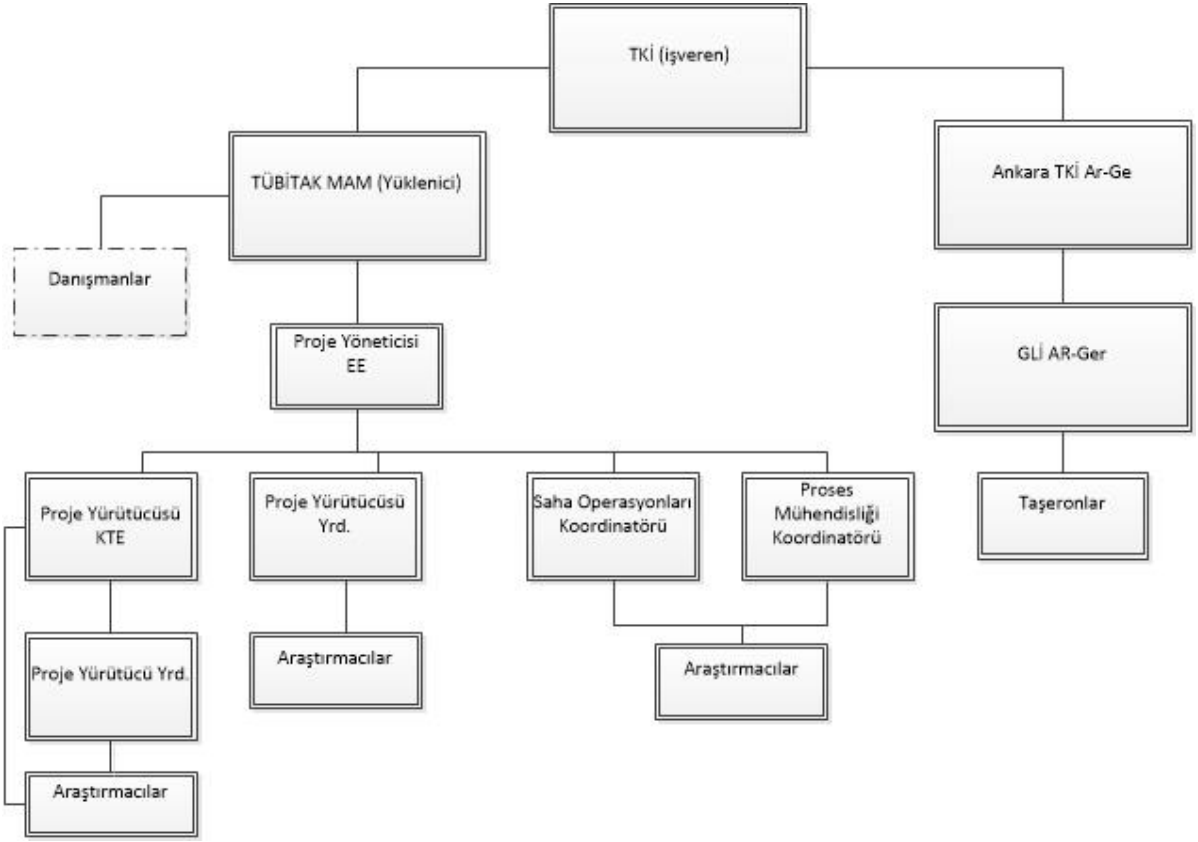 TKİ (işveren)
TÜBİTAK MAM (Yüklenici)
Ankara TKİ Ar-Ge
Danışmanlar
Proje Yöneticisi
EE
GLİ AR-Ger
Proje Yürütücüsü
KTE
Proje Yürütücüsü
Yrd.
Saha Operasyonları
Koordinatörü
Proses
Mühendisliği
Koordinatörü
Taşeronlar
Proje Yürütücü Yrd.
Araştırmacılar
Araştırmacılar
Araştırmacılar